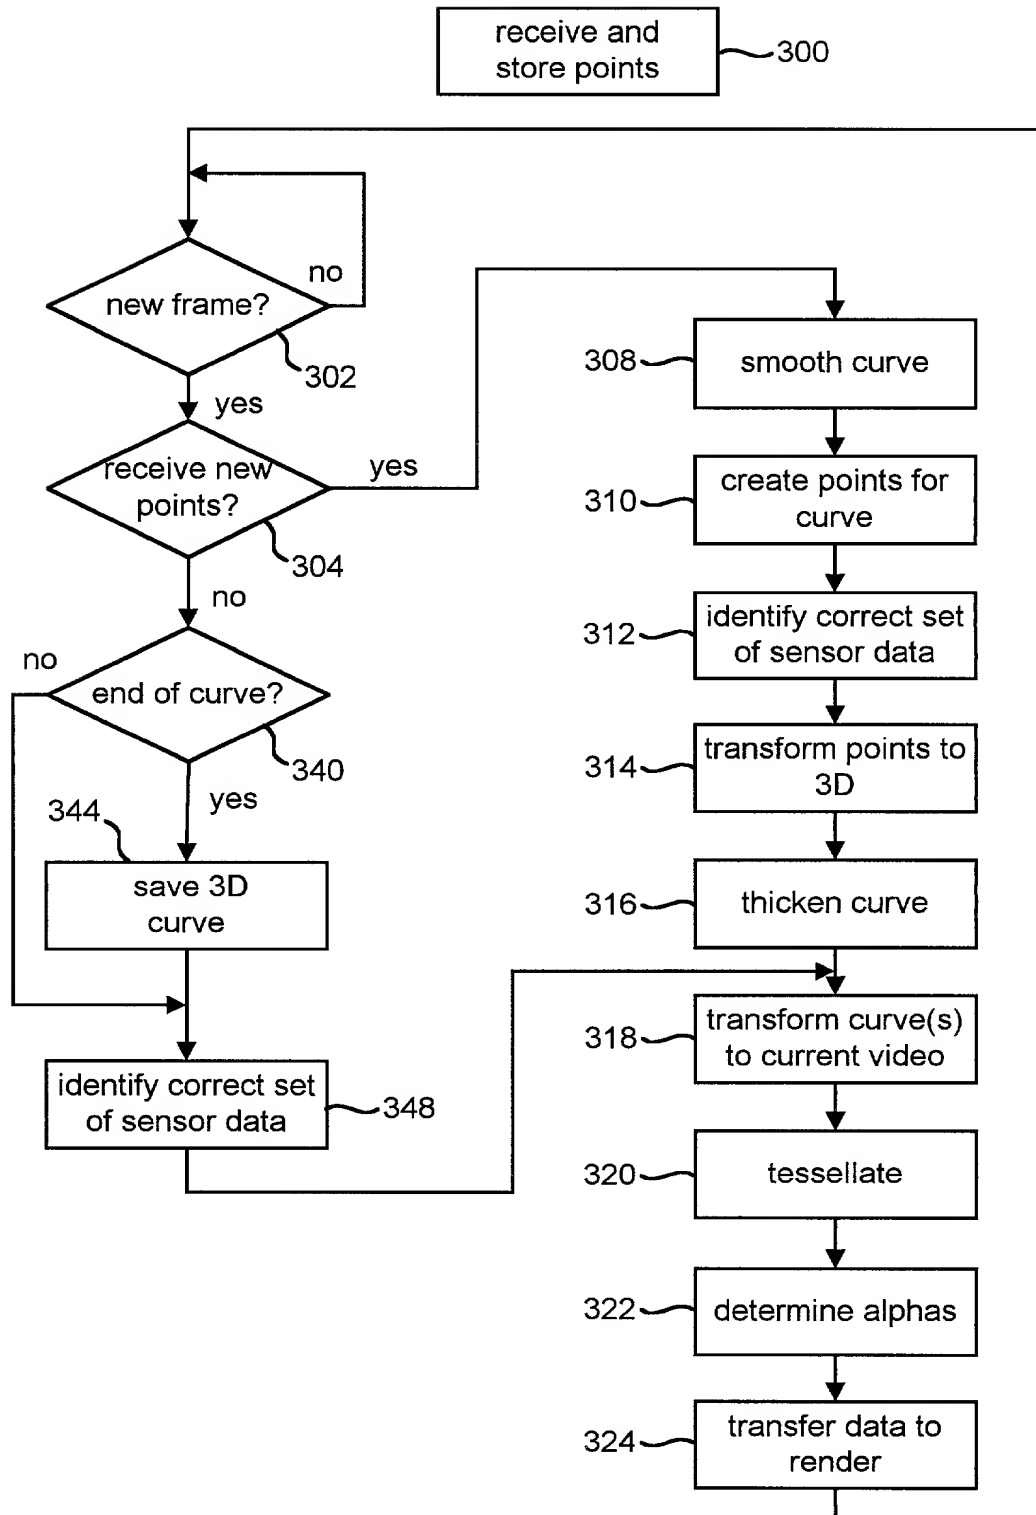 receive and
store points
300
new frame?
no
302
yes
receive new
points?
yes
304
no
end of curve?
no
340
yes
344
save 3D
curve
identify correct set
of sensor data
348
308
smooth curve
310
create points for
curve
312
identify correct set
of sensor data
314
transform points to
3D
316
thicken curve
318
transform curve(s)
to current video
320
tessellate
322
determine alphas
324
transfer data to
render